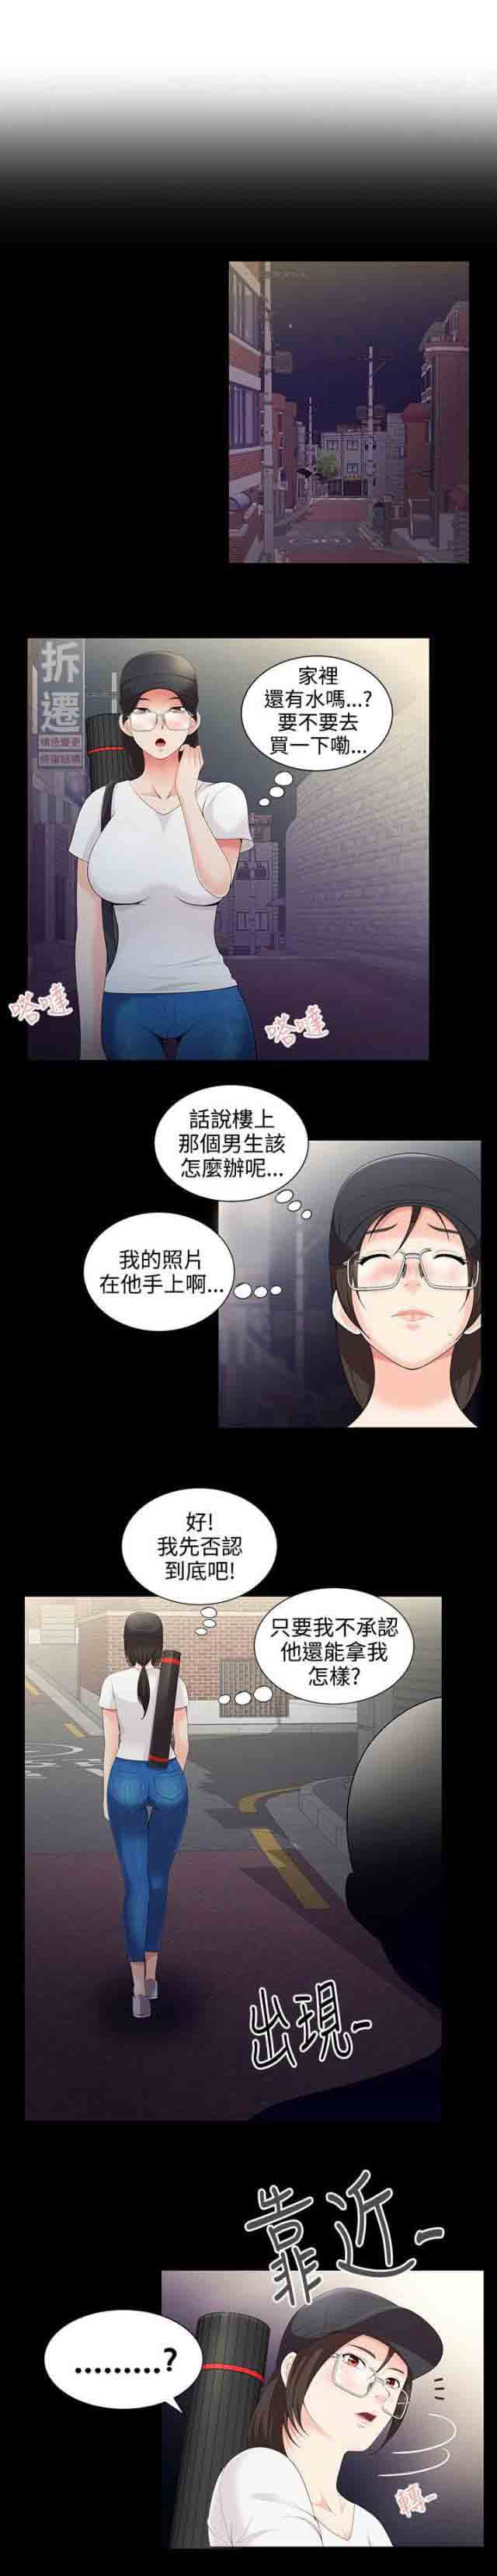 拆
遷
家裡
還有水嗎...?
要不要去
買一下嘞...
嗒噠
嗒噠
話說樓上
那個男生該
怎麼辦呢...
我的照片
在他手上啊...
好!
我先否認
到底吧!
只要我不承認
他還能拿我
怎樣?
出現-
靠近-
.........?
轉-